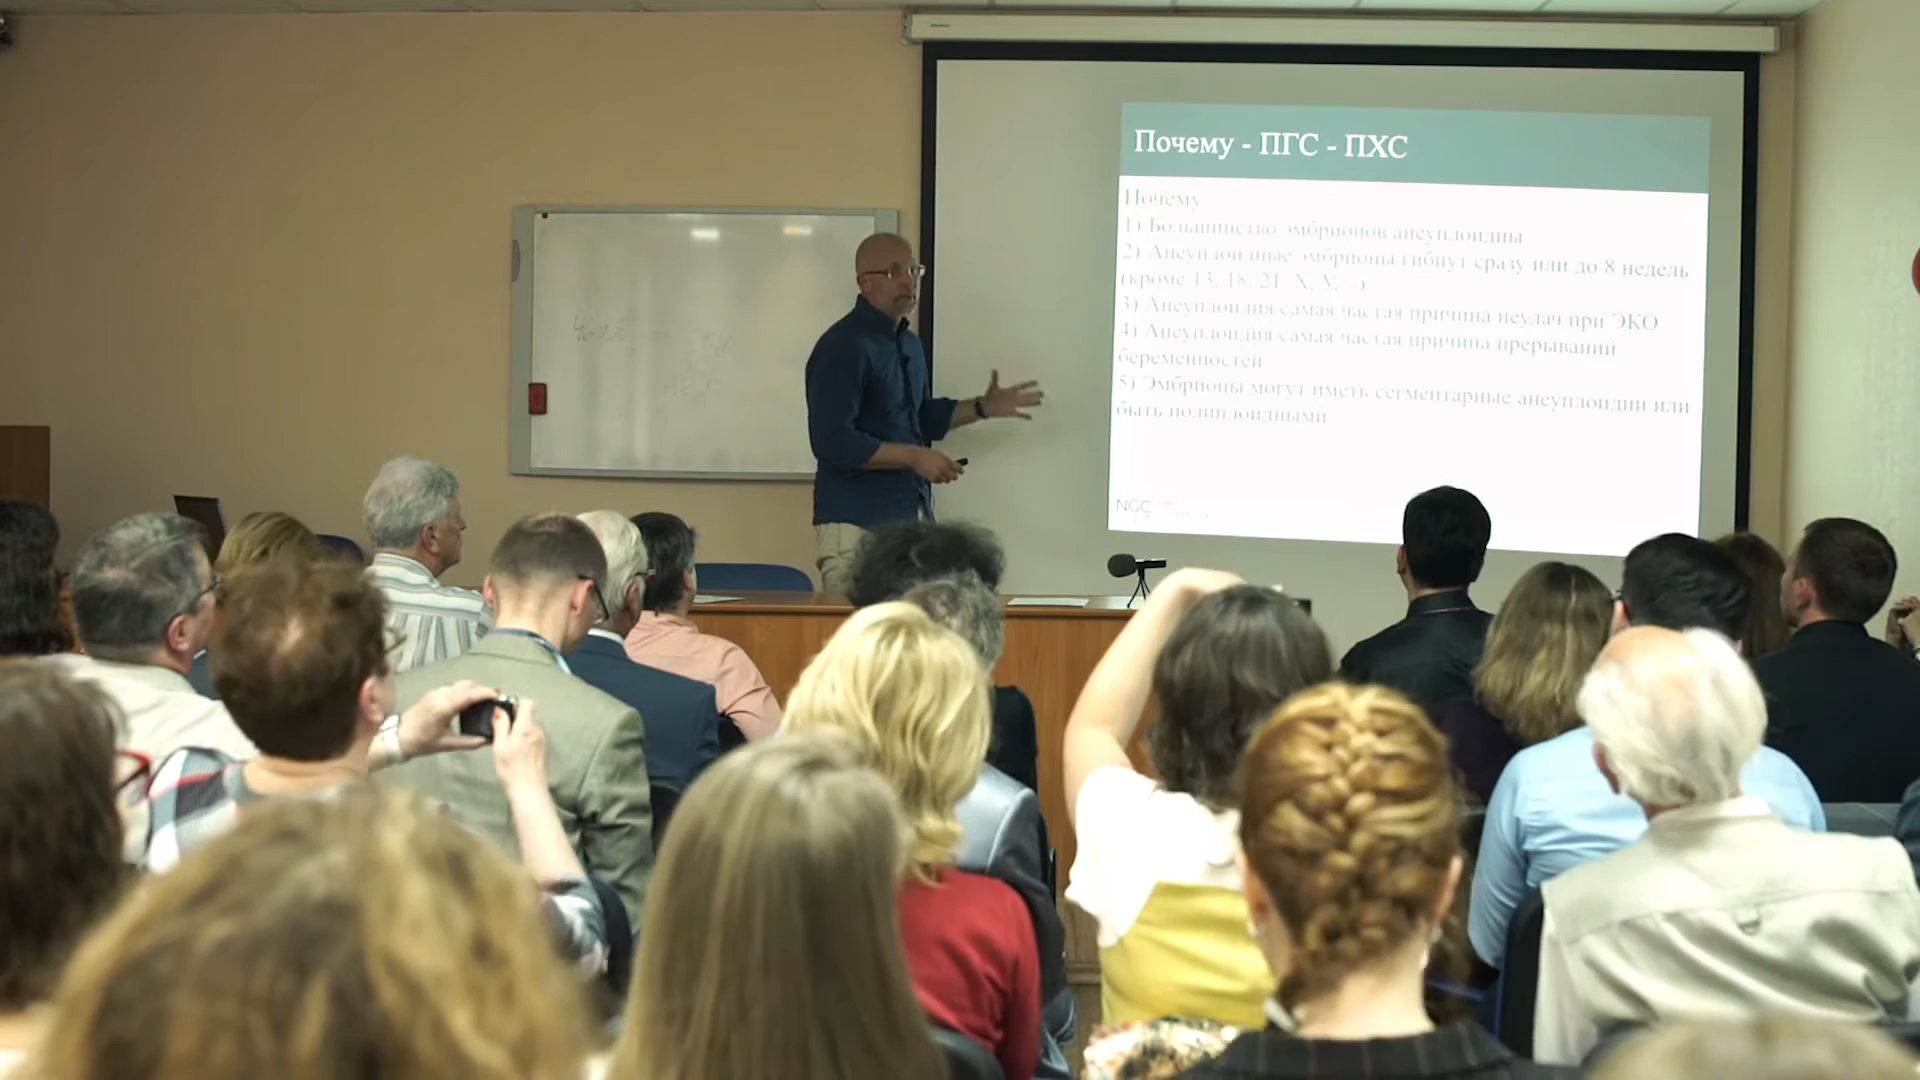 Почему - ПГС - ПХС
Почему
1) Большинство эмбрионов анеуплоидны
2) Анеуплоидные эмбрионы гибнут сразу или до 8 недель
(кроме 13, 18, 21, X, Y, )
3) Анеуплоидия самая частая причина неудач при ЭКО
4) Анеуплоидия самая частая причина прерываний
беременностей
5) Эмбрионы могут иметь сегментарные анеуплоидии или
быть полиплоидными
NGC